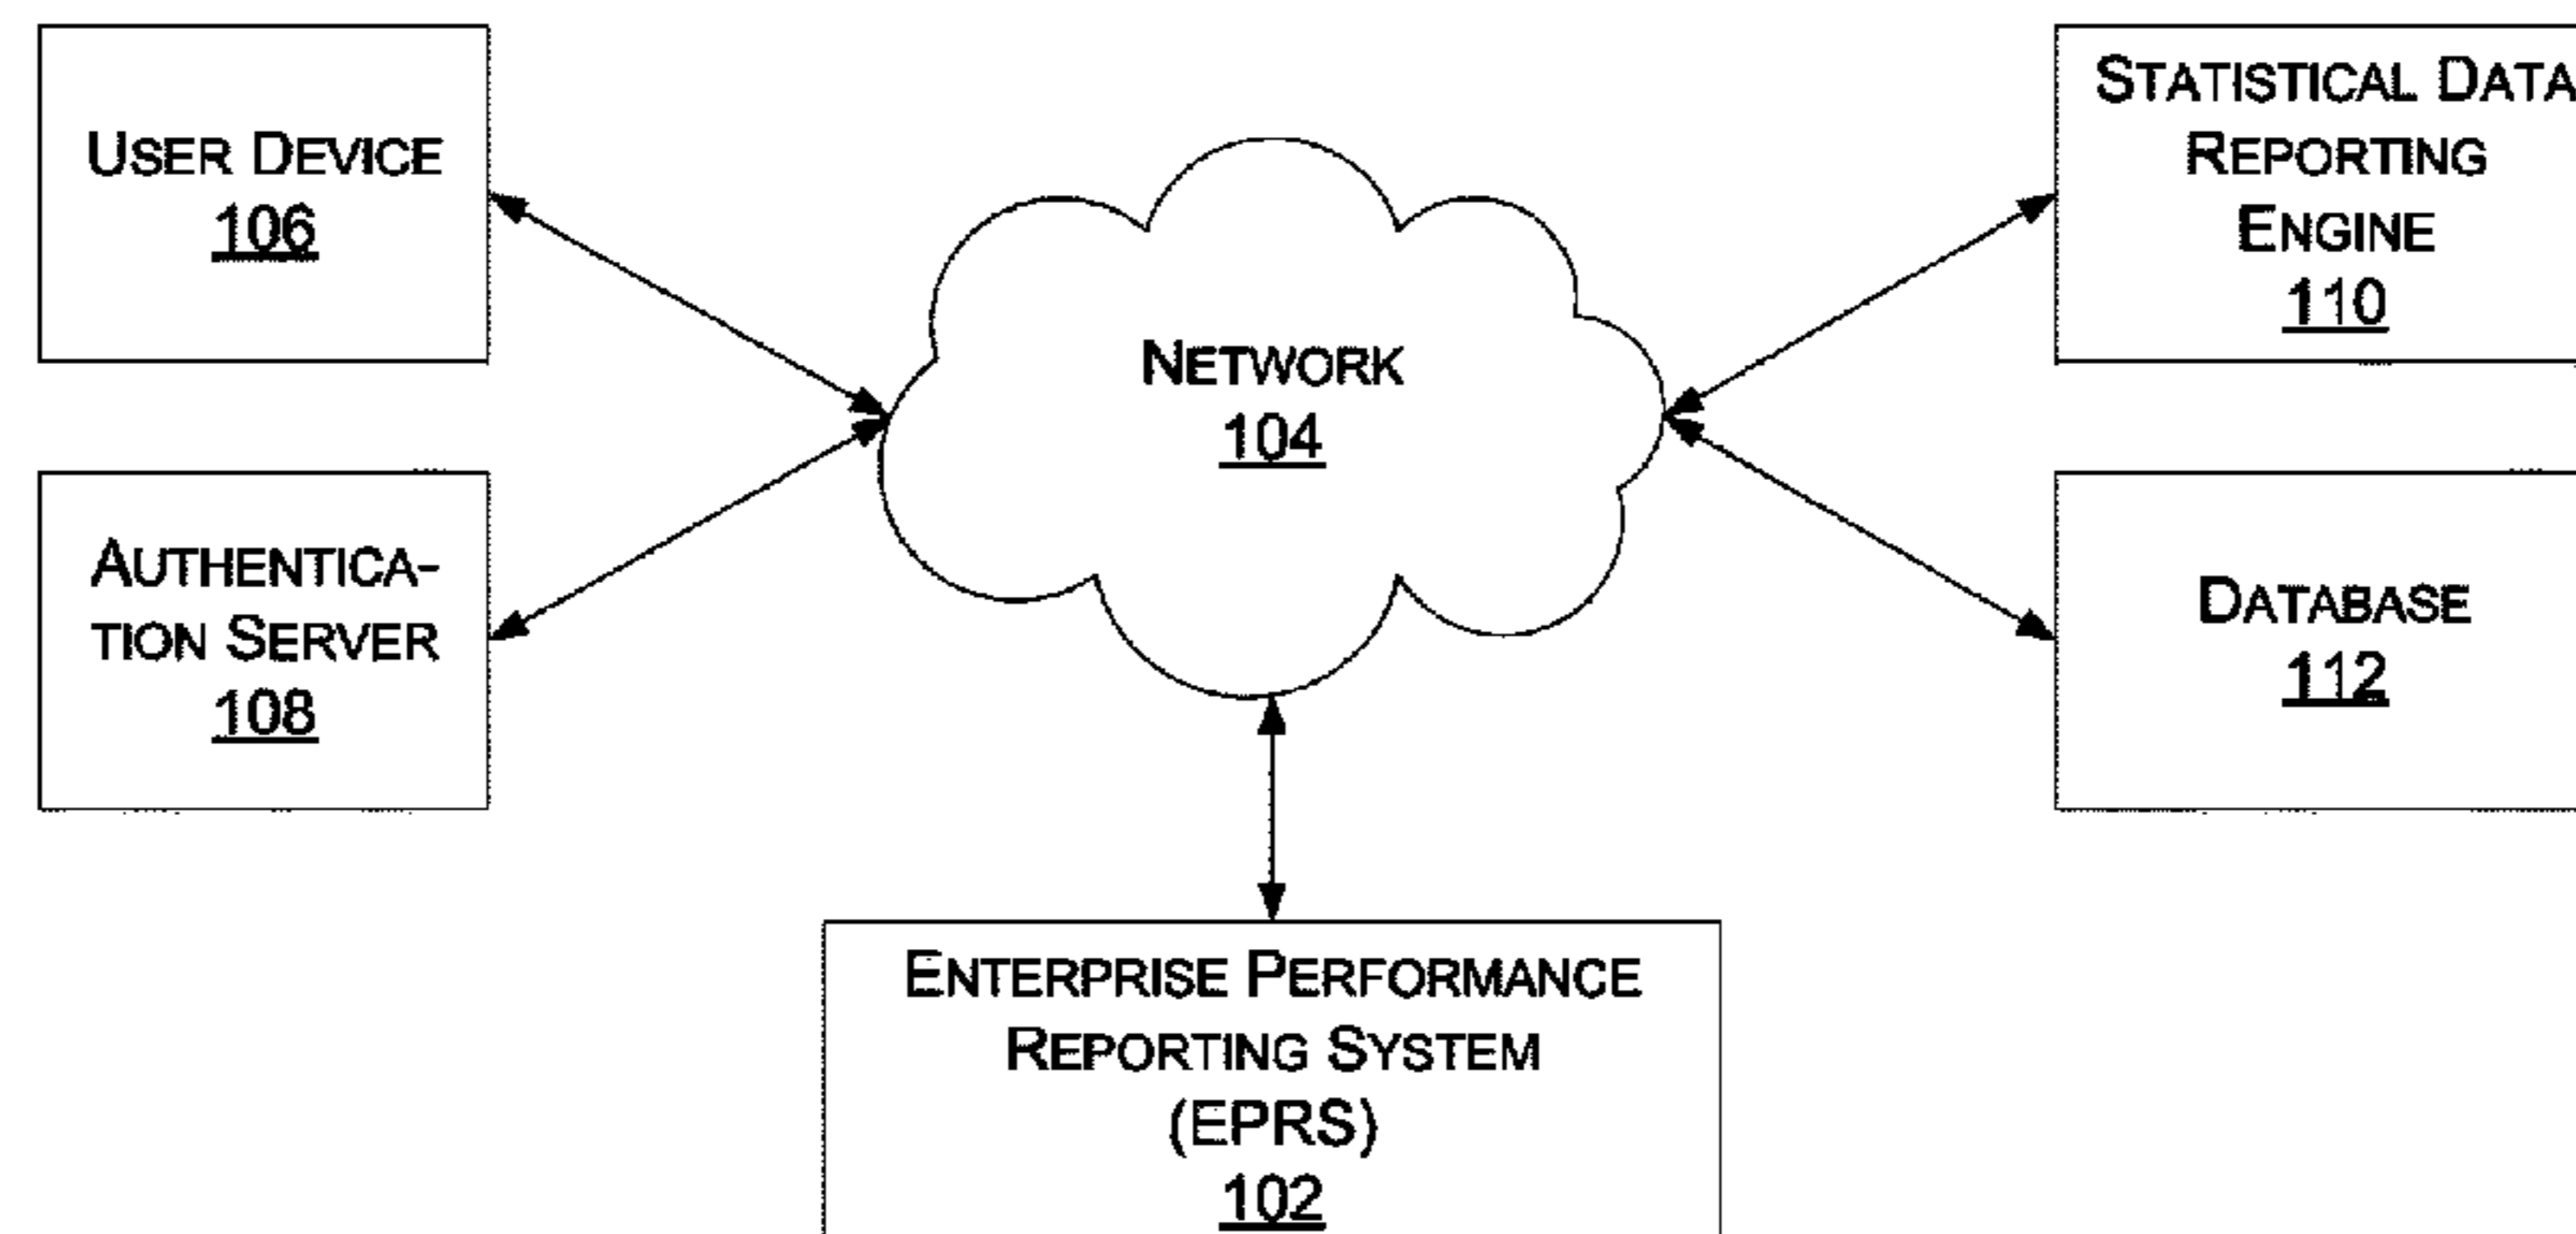 USER DEVICE
106
AUTHENTICA-
TION SERVER
108
NETWORK
104
STATISTICAL DATA
REPORTING
ENGINE
110
DATABASE
112
ENTERPRISE PERFORMANCE
REPORTING SYSTEM
(EPRS)
102